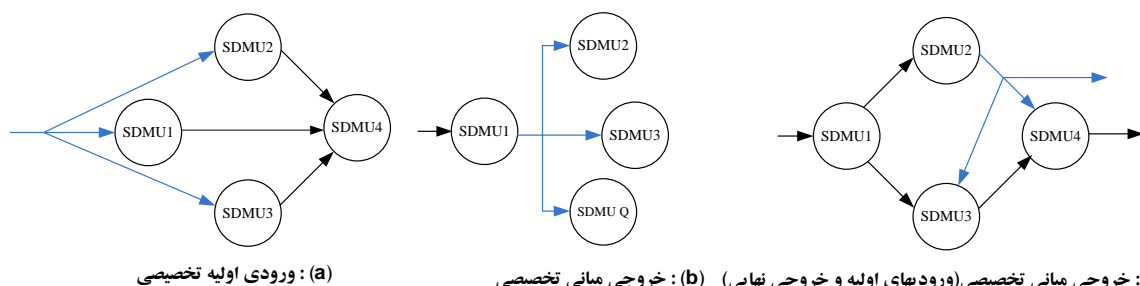 SDMU2
SDMU1
SDMU4
SDMU3
SDMU2
SDMU1
SDMU3
SDMU Q
SDMU2
SDMU1
SDMU4
SDMU3
(a) : ورودی اولیه تخصیصی
(b) : خروجی میانی تخصیصی
: خروجی میانی تخصیصی(ورودیهای اولیه و خروجی نهایی)